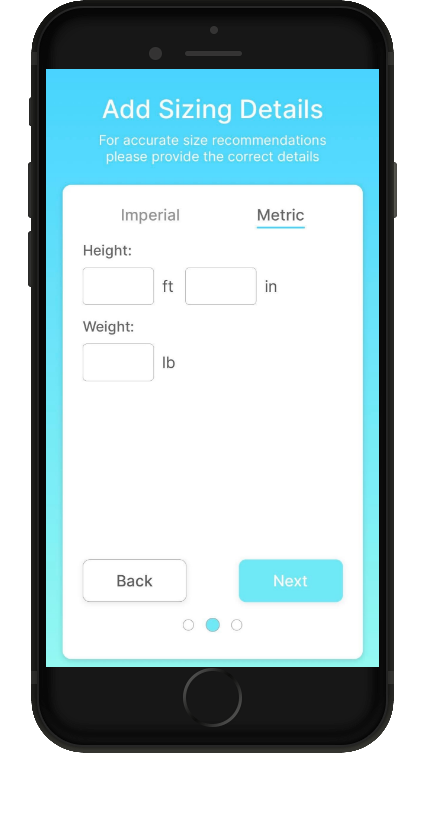 Add Sizing Details
For accurate size recommendations
please provide the correct details
Imperial Metric
Height:
ft in
Weight:
lb
Back Next